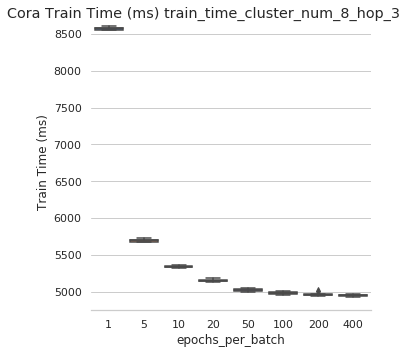 Cora Train Time (ms) train_time_cluster_num_8_hop_3
8500
8000
7500
7000
6500
6000
5500
5000
Train Time (ms)
1 5 10 20 50 100 200 400
epochs_per_batch